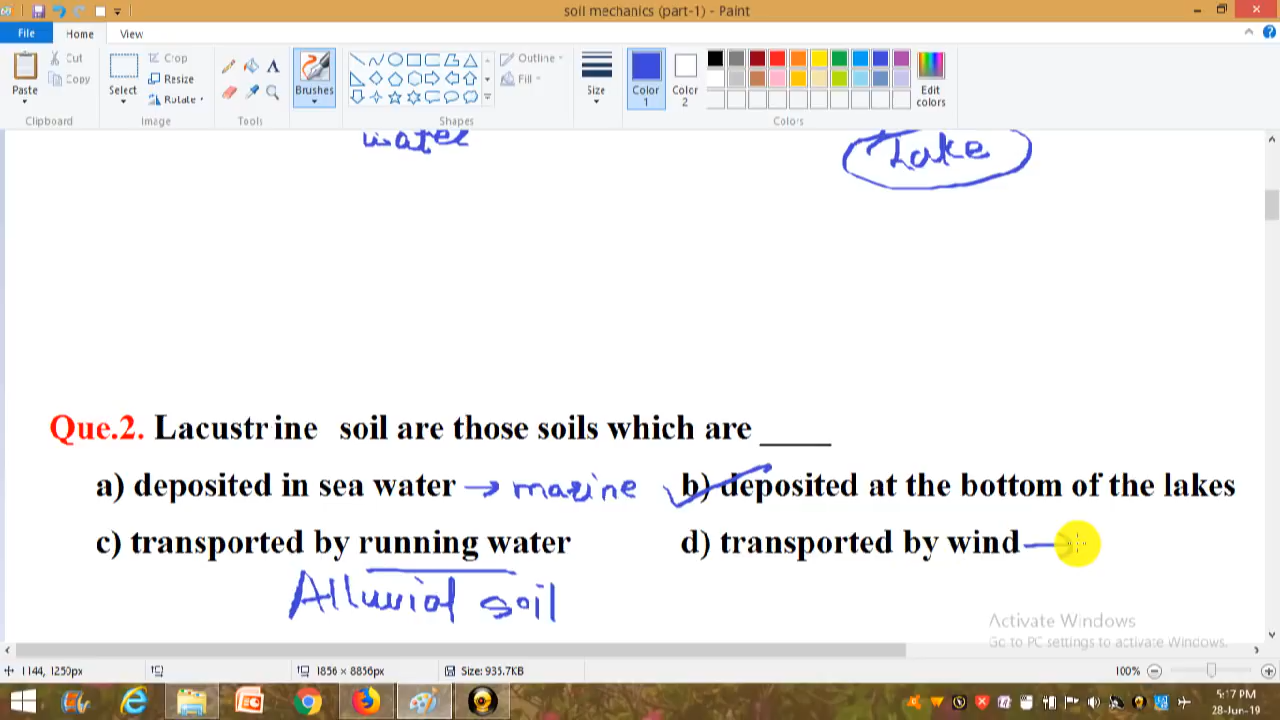 soil mechanics (part-1) - Paint
File Home View
Cut Crop Outline
Copy Resize Fill
Paste Select Rotate Brushes Size Color 1 Color 2 Edit colors
Clipboard Image Tools Shapes Colors
water Lake
Que.2. Lacustrine soil are those soils which are _____
a) deposited in sea water → marine b) deposited at the bottom of the lakes
c) transported by running water d) transported by wind
Alluvial soil
Activate Windows
Go to PC settings to activate Windows.
1144, 1250px 1856 × 8856px Size: 935.7KB 100%
5:17 PM
28-Jun-19